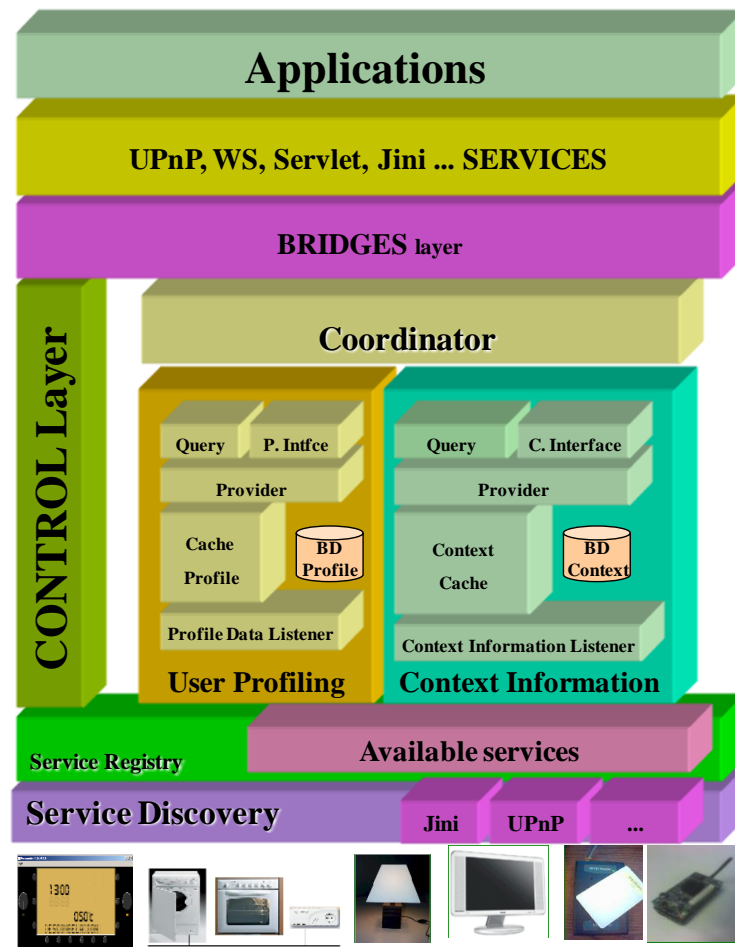 Applications
UPnP, WS, Servlet, Jini ... SERVICES
BRIDGES layer
CONTROL Layer
Coordinator
Query
P. Intfce
Provider
Cache
Profile
BD
Profile
Profile Data Listener
User Profiling
Query
C. Interface
Provider
Context
Cache
BD
Context
Context Information Listener
Context Information
Service Registry
Available services
Service Discovery
Jini
UPnP
...